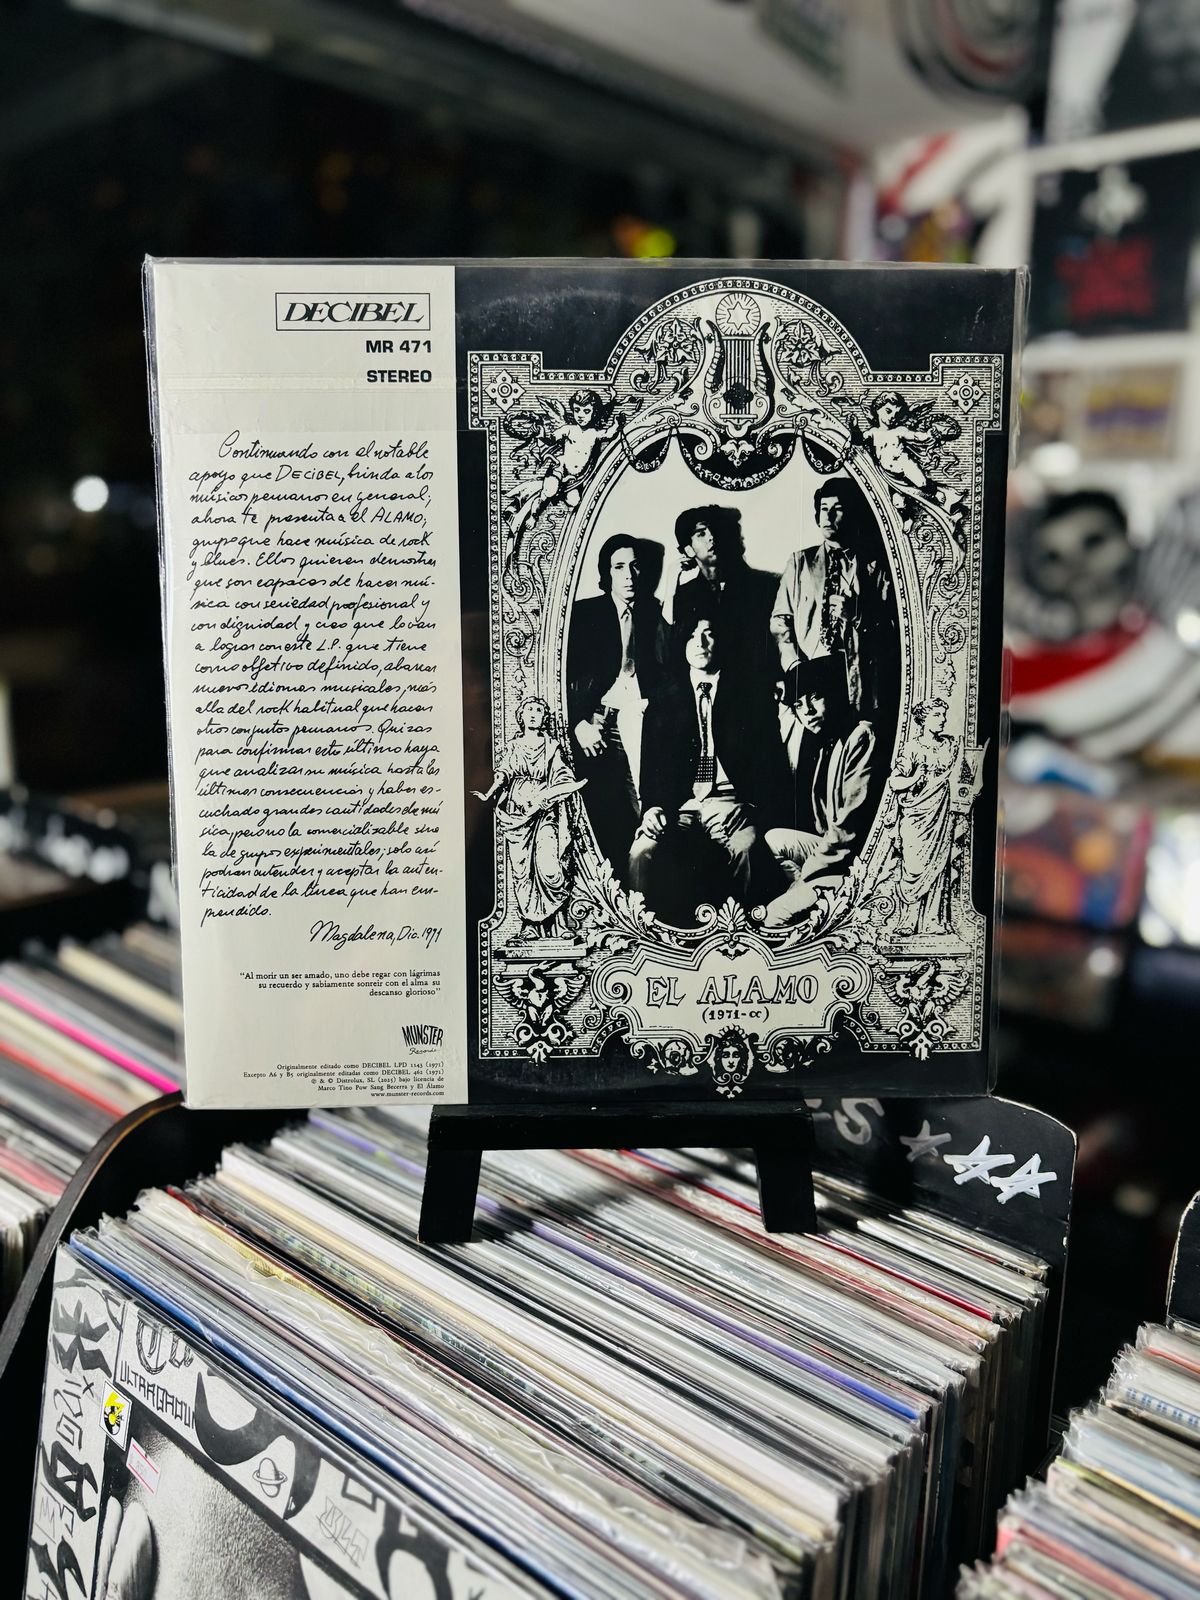 DECIBEL
MR 471
STEREO
Continuando con el notable
apoyo que DECIBEL, brinda a los
músicos peruanos en general;
ahora te presenta a el ALAMO;
grupo que hace música de rock
y blues. Ellos quieren demostrar
que son capaces de hacer mú-
sica con seriedad profesional y
con dignidad y creo que lo van
a lograr con este L.P. que tiene
como objetivo definido, abarcar
nuevos idiomas musicales, más
alla del rock habitual que hacen
otros conjuntos peruanos. Quizas
para confirmar esto último haya
que analizar su música hasta las
últimas consecuencias y haber es-
cuchado grandes cantidades de mú
sica, pero no la comercializable sino
la de grupos experimentales; solo así
podran entender y aceptar la auten-
ticidad de la línea que han em-
prendido.
Magdalena, Dic. 1971
"Al morir un ser amado, uno debe regar con lágrimas
su recuerdo y sabiamente sonreir con el alma su
descanso glorioso"
MUNSTER
Records
Originalmente editado como DECIBEL LPD 1143 (1971)
Excepto A6 y B5 originalmente editadas como DECIBEL 462 (1971)
℗ & © Distrolux, SL (2025) bajo licencia de
Marco Tino Pow Sang Becerra y El Álamo
www.munster-records.com
EL ALAMO
(1971-∞)